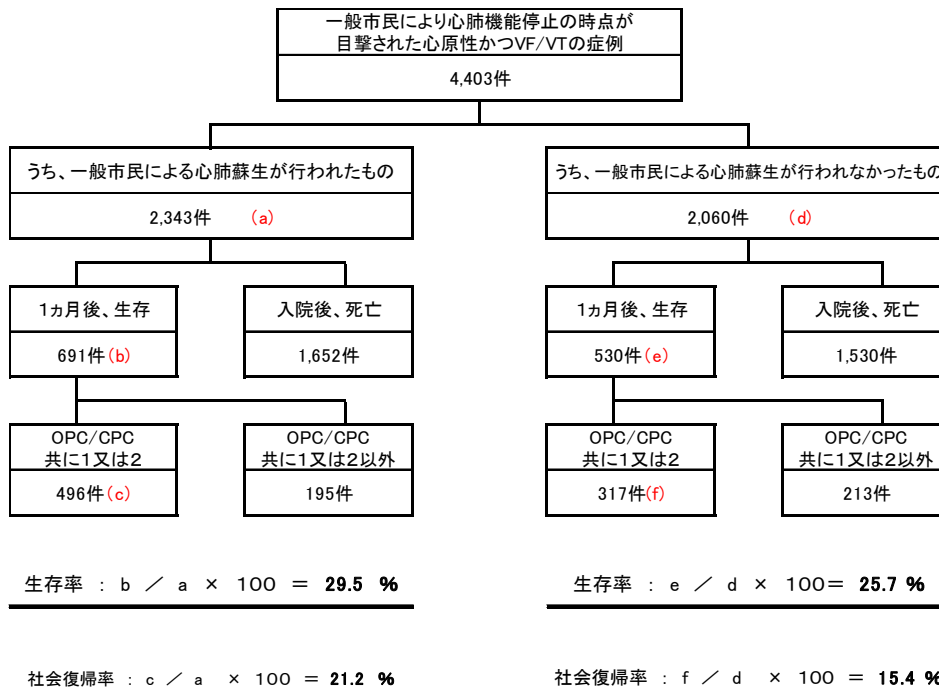 一般市民により心肺機能停止の時点が
目撃された心原性かつVF/VTの症例
4,403件
うち、一般市民による心肺蘇生が行われたもの
2,343件 (a)
うち、一般市民による心肺蘇生が行われなかったもの
2,060件 (d)
1ヵ月後、生存
691件(b)
入院後、死亡
1,652件
1ヵ月後、生存
530件(e)
入院後、死亡
1,530件
OPC/CPC
共に1又は2
496件(c)
OPC/CPC
共に1又は2以外
195件
OPC/CPC
共に1又は2
317件(f)
OPC/CPC
共に1又は2以外
213件
生存率 : b / a × 100 = 29.5 %
生存率 : e / d × 100= 25.7 %
社会復帰率 : c / a × 100 = 21.2 %
社会復帰率 : f / d × 100 = 15.4 %